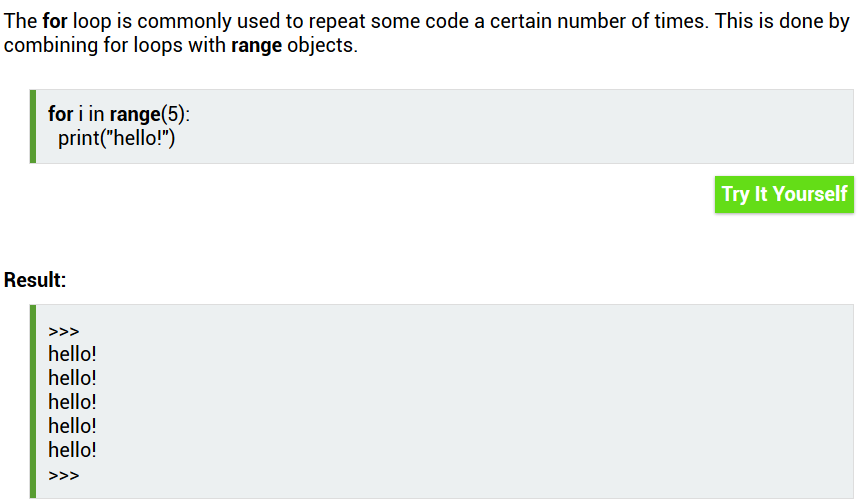 The for loop is commonly used to repeat some code a certain number of times. This is done by
combining for loops with range objects.
for i in range(5):
print("hello!")
Try It Yourself
Result:
>>>
hello!
hello!
hello!
hello!
hello!
>>>